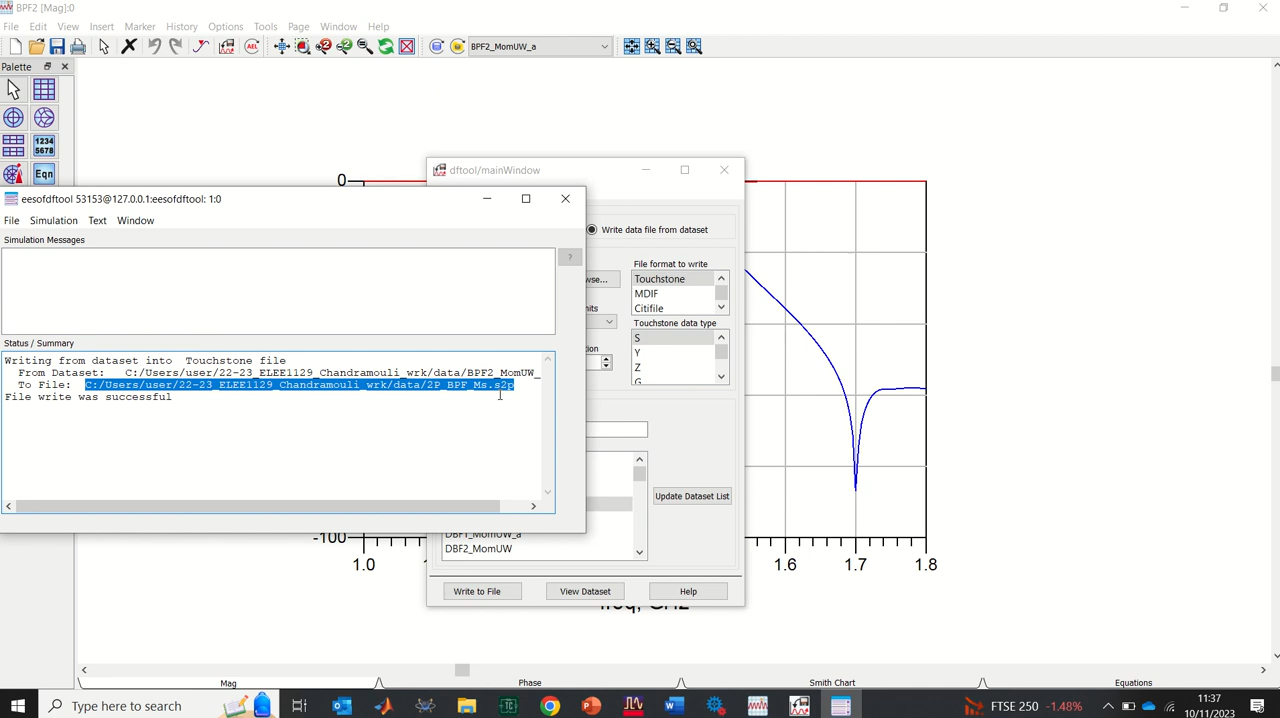 BPF2 [Mag]:0
File Edit View Insert Marker History Options Tools Page Window Help
AEL
BPF2_MomUW_a
Palette
1234
5678
Eqn
0
-100
1.0
1.6
1.7
1.8
freq, GHz
dftool/mainWindow
Write data file from dataset
File format to write
Touchstone
MDIF
Citifile
Touchstone data type
S
Y
Z
G
Update Dataset List
DBF1_MomUW_a
DBF2_MomUW
Write to File
View Dataset
Help
eesofdftool 53153@127.0.0.1:eesofdftool: 1:0
File Simulation Text Window
Simulation Messages
?
Status / Summary
Writing from dataset into Touchstone file
From Dataset: C:/Users/user/22-23_ELEE1129_Chandramouli_wrk/data/BPF2_MomUW_
To File: C:/Users/user/22-23_ELEE1129_Chandramouli_wrk/data/2P_BPF_Ms.s2p
File write was successful
Mag
Phase
Smith Chart
Equations
Type here to search
FTSE 250 -1.48%
11:37
10/11/2023